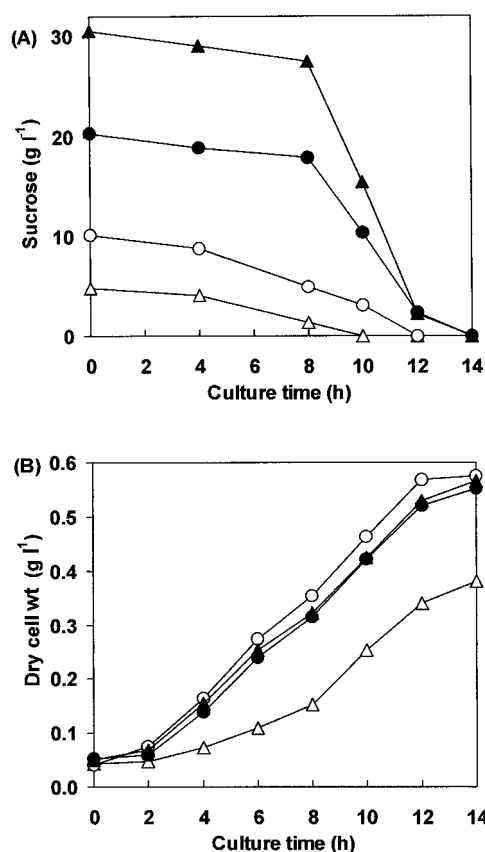 (A)
Sucrose (g l⁻¹)
30
20
10
0
0 2 4 6 8 10 12 14
Culture time (h)
(B)
Dry cell wt (g l¹)
0.6
0.5
0.4
0.3
0.2
0.1
0.0
0 2 4 6 8 10 12 14
Culture time (h)